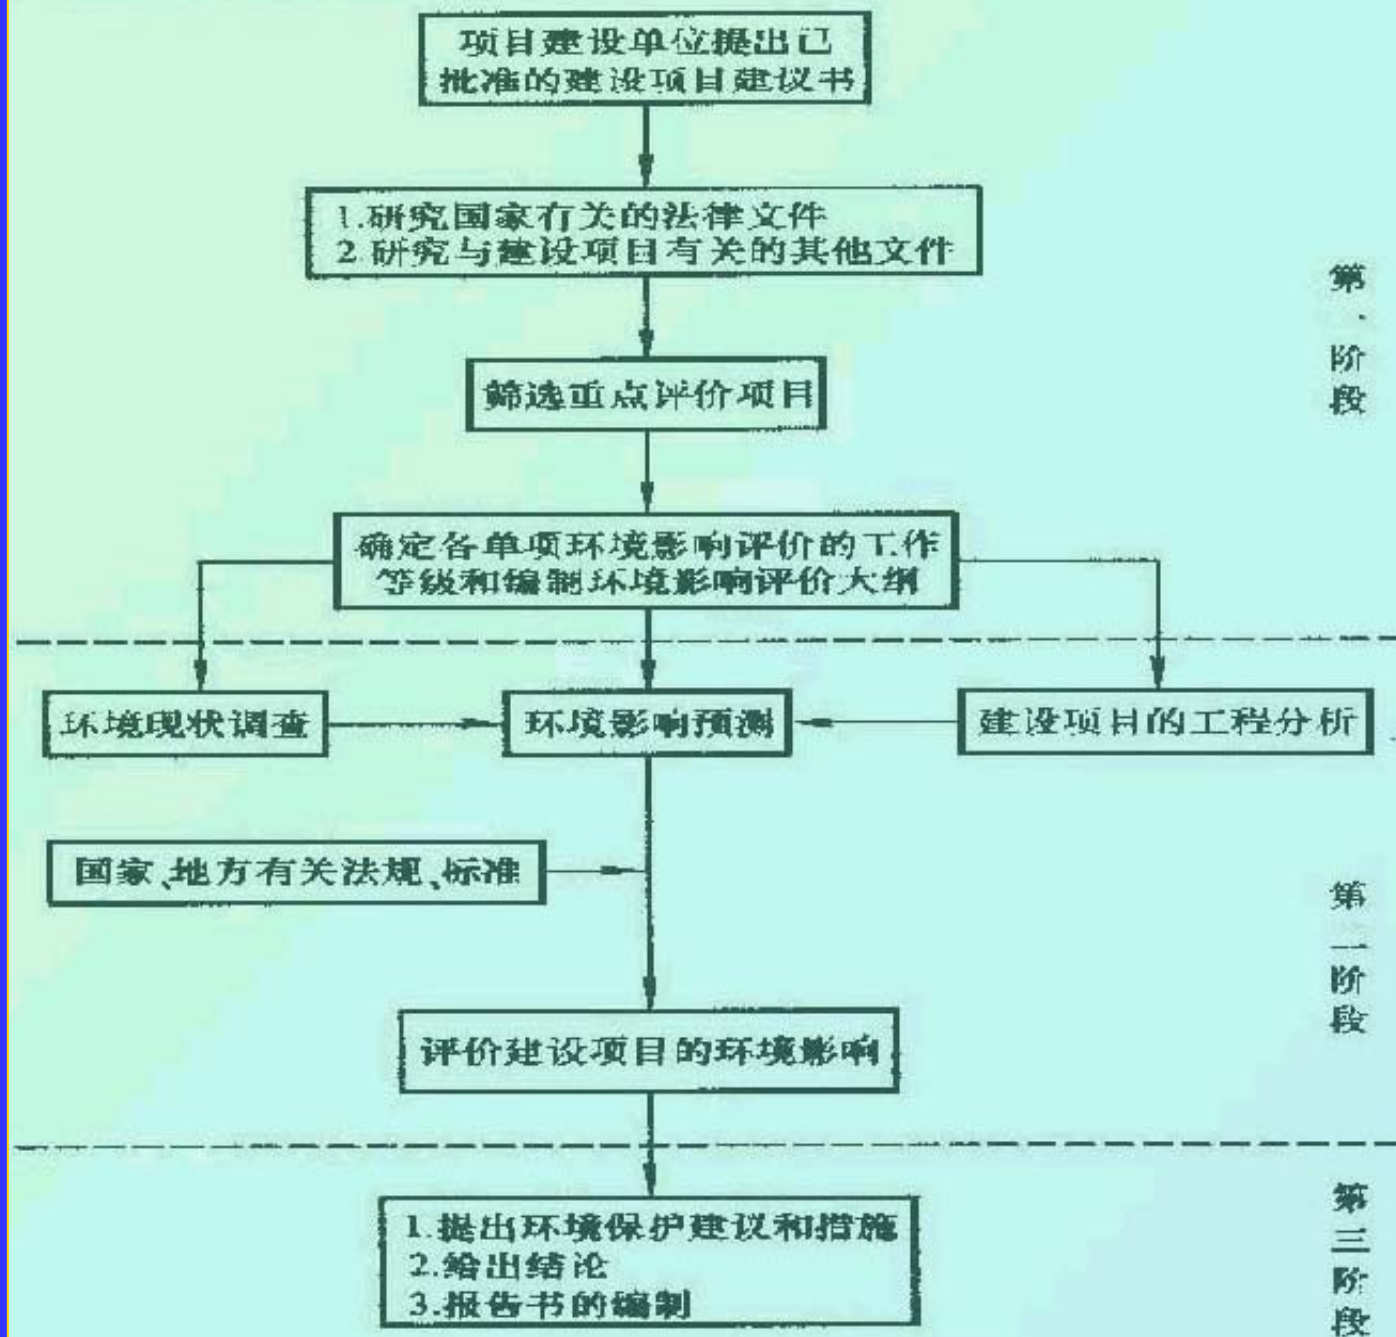 项目建设单位提出已
批准的建设项目建议书
1.研究国家有关的法律文件
2.研究与建设项目有关的其他文件
筛选重点评价项目
第一阶段
确定各单项环境影响评价的工作
等级和编制环境影响评价大纲
环境现状调查
环境影响预测
建设项目的工程分析
国家、地方有关法规、标准
第二阶段
评价建设项目的环境影响
1.提出环境保护建议和措施
2.给出结论
3.报告书的编制
第三阶段